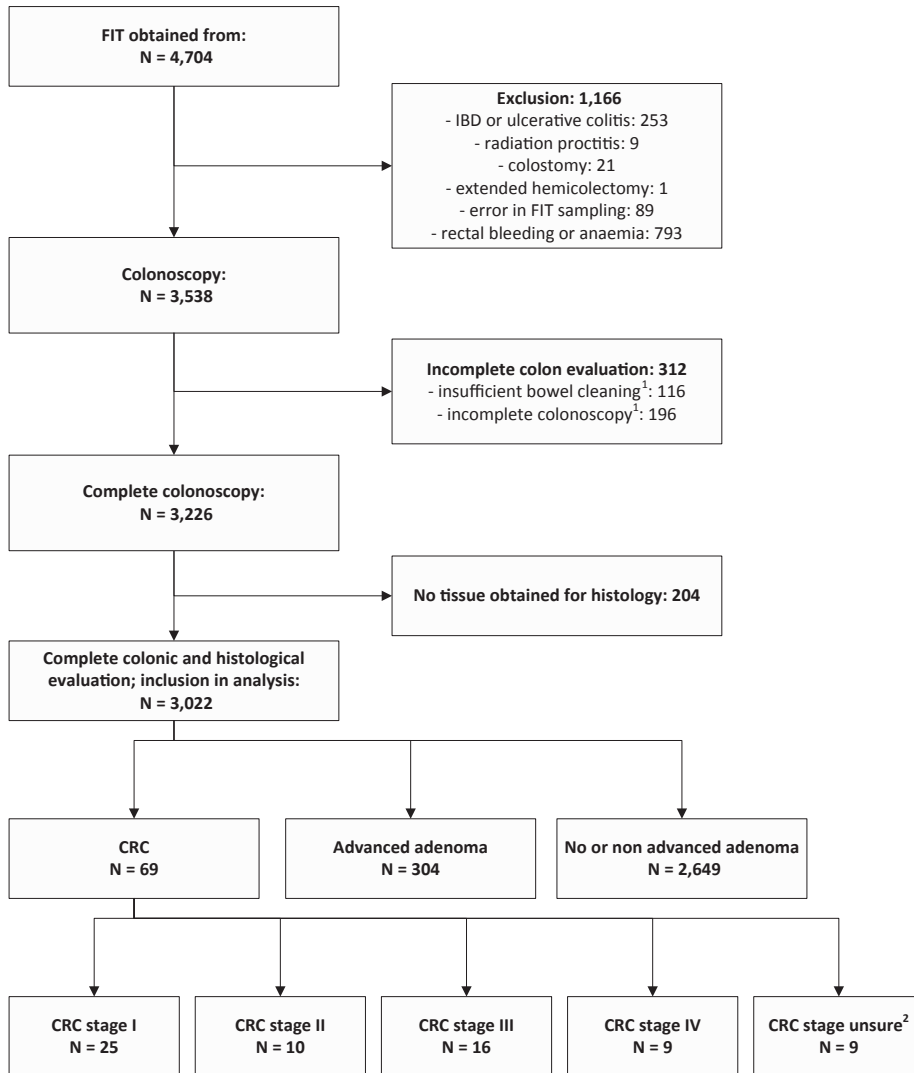 FIT obtained from:
N = 4,704
Exclusion: 1,166
- IBD or ulcerative colitis: 253
- radiation proctitis: 9
- colostomy: 21
- extended hemicolectomy: 1
- error in FIT sampling: 89
- rectal bleeding or anaemia: 793
Colonoscopy:
N = 3,538
Incomplete colon evaluation: 312
- insufficient bowel cleaning¹: 116
- incomplete colonoscopy¹: 196
Complete colonoscopy:
N = 3,226
No tissue obtained for histology: 204
Complete colonic and histological
evaluation; inclusion in analysis:
N = 3,022
CRC
N = 69
Advanced adenoma
N = 304
No or non advanced adenoma
N = 2,649
CRC stage I
N = 25
CRC stage II
N = 10
CRC stage III
N = 16
CRC stage IV
N = 9
CRC stage unsure²
N = 9